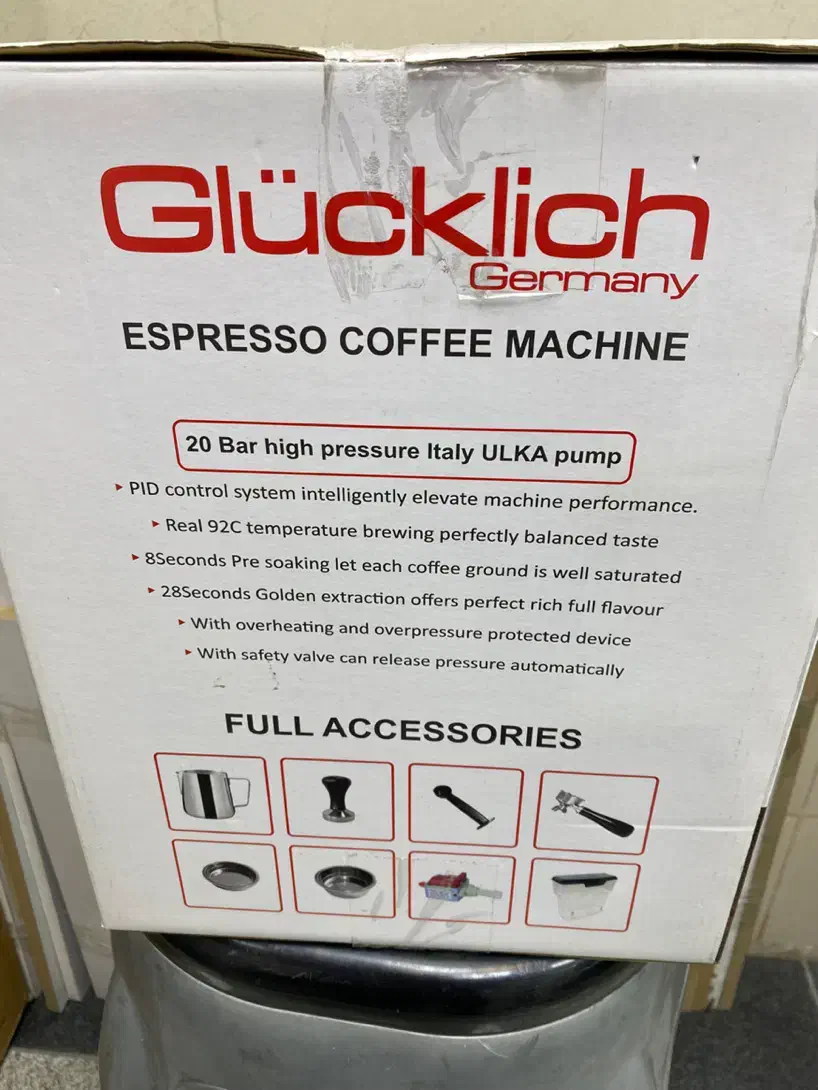 Glücklich
Germany
ESPRESSO COFFEE MACHINE
20 Bar high pressure Italy ULKA pump
PID control system intelligently elevate machine performance.
Real 92C temperature brewing perfectly balanced taste
8Seconds Pre soaking let each coffee ground is well saturated
28Seconds Golden extraction offers perfect rich full flavour
With overheating and overpressure protected device
With safety valve can release pressure automatically
FULL ACCESSORIES